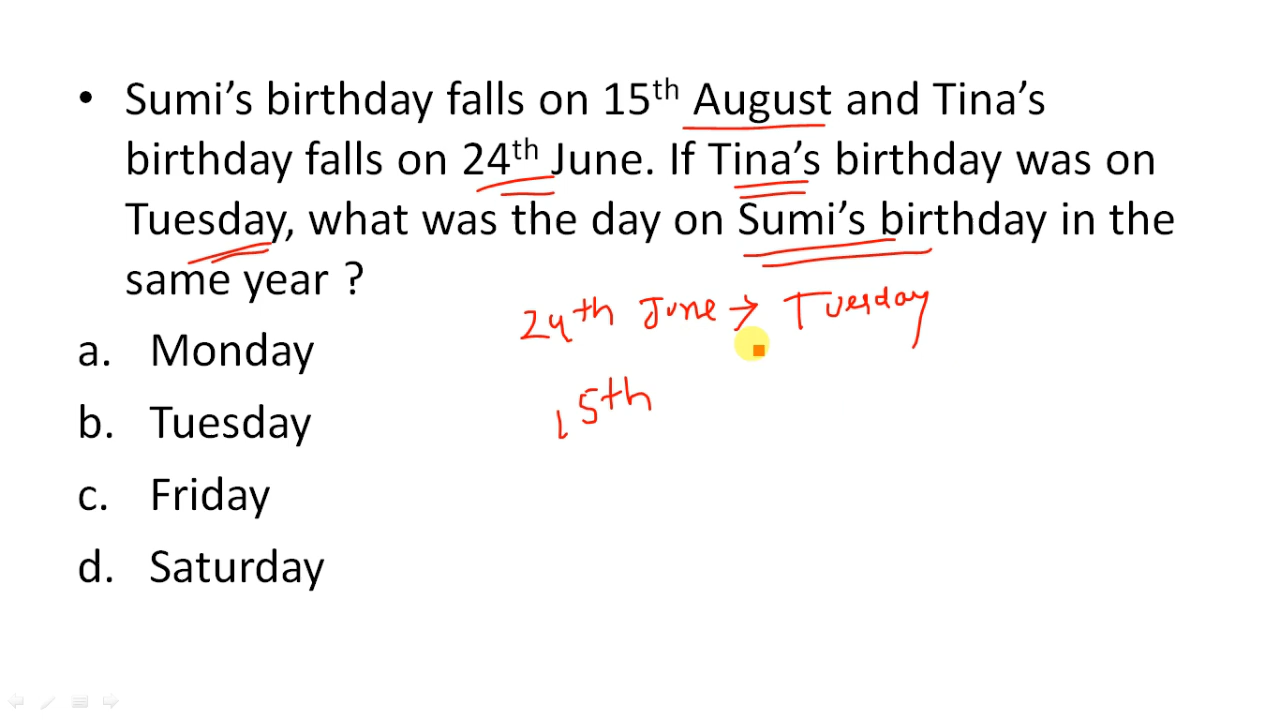 • Sumi’s birthday falls on 15th August and Tina’s
birthday falls on 24th June. If Tina’s birthday was on
Tuesday, what was the day on Sumi’s birthday in the
same year ?
24th June → Tuesday
a. Monday
15th
b. Tuesday
c. Friday
d. Saturday